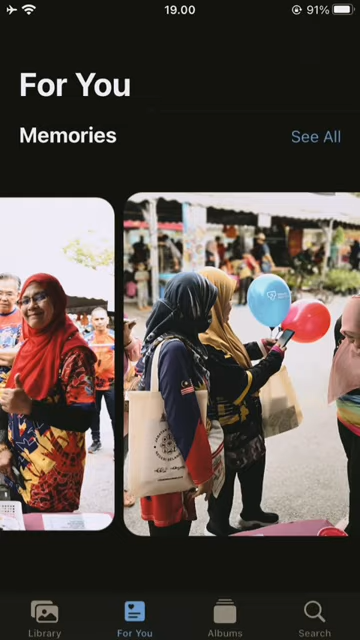 19.00
91%
For You
Memories
See All
Library
For You
Albums
Search